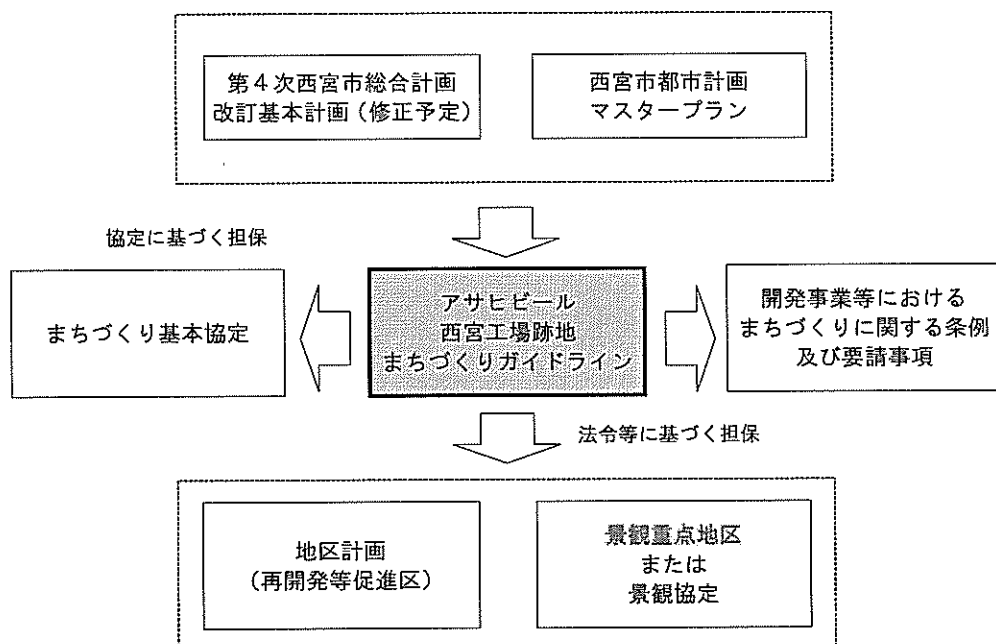 第４次西宮市総合計画
改訂基本計画（修正予定）
西宮市都市計画
マスタープラン
協定に基づく担保
まちづくり基本協定
アサヒビール
西宮工場跡地
まちづくりガイドライン
開発事業等における
まちづくりに関する条例
及び要請事項
法令等に基づく担保
地区計画
（再開発等促進区）
景観重点地区
または
景観協定